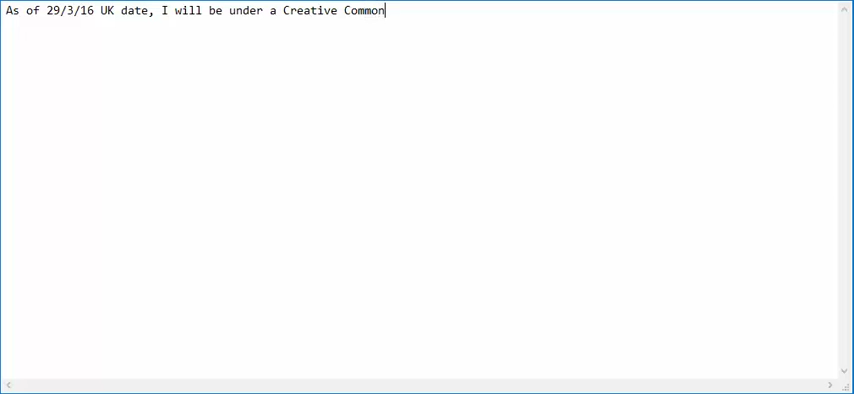 As of 29/3/16 UK date, I will be under a Creative Common